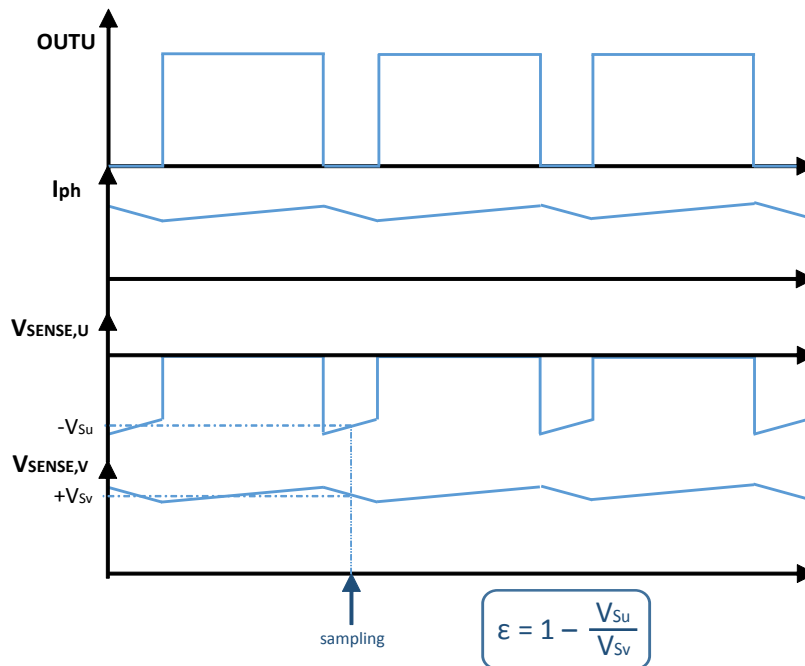 OUTU
Iph
VSENSE,U
-VSu
VSENSE,V
+VSv
sampling
ε = 1 − VSu/VSv